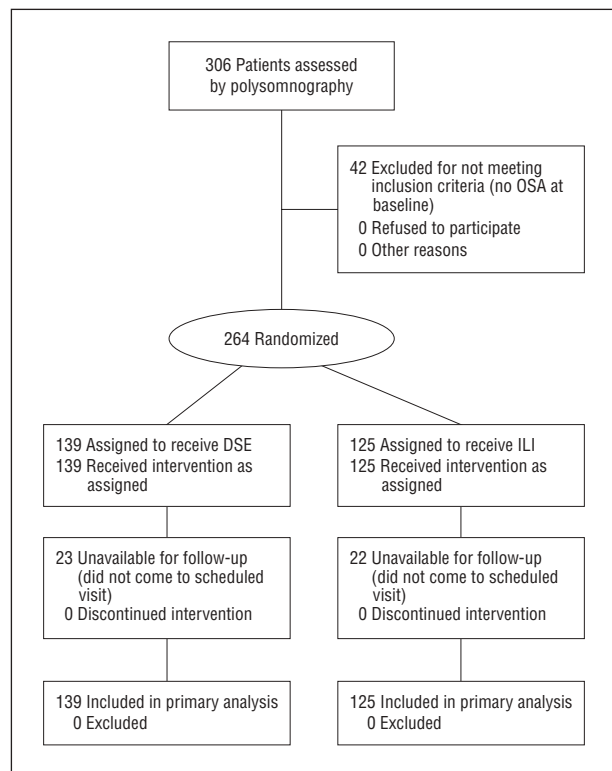 306 Patients assessed
by polysomnography
42 Excluded for not meeting
inclusion criteria (no OSA at
baseline)
0 Refused to participate
0 Other reasons
264 Randomized
139 Assigned to receive DSE
139 Received intervention as
assigned
125 Assigned to receive ILI
125 Received intervention as
assigned
23 Unavailable for follow-up
(did not come to scheduled
visit)
0 Discontinued intervention
22 Unavailable for follow-up
(did not come to scheduled
visit)
0 Discontinued intervention
139 Included in primary analysis
0 Excluded
125 Included in primary analysis
0 Excluded